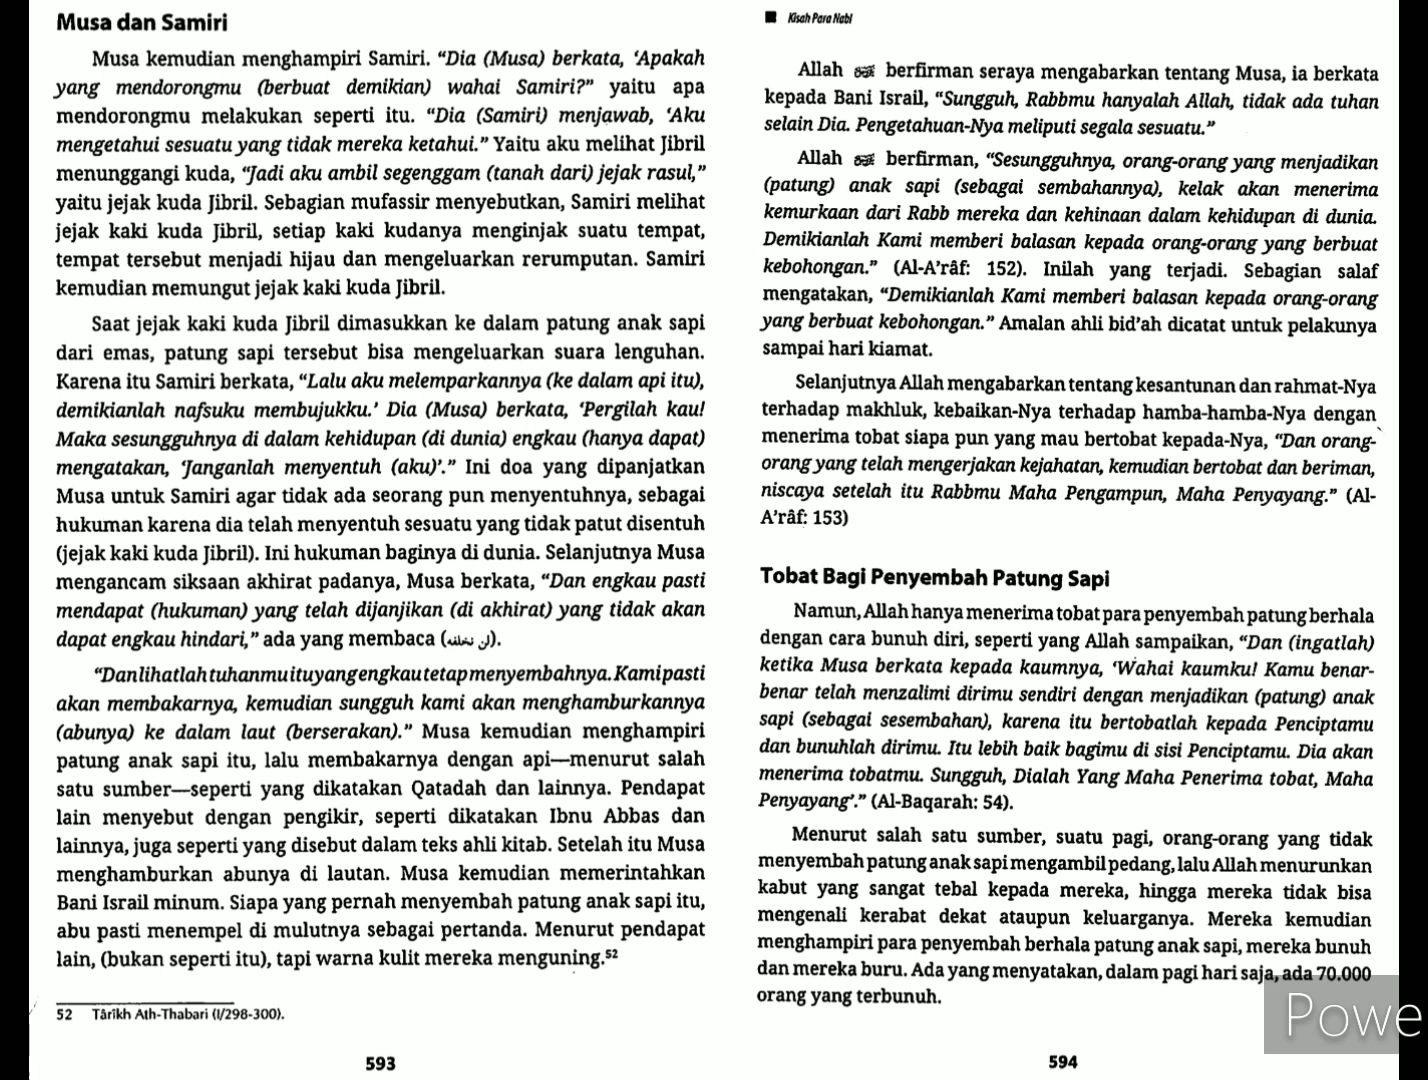 Musa dan Samiri
Musa kemudian menghampiri Samiri. “Dia (Musa) berkata, ‘Apakah
yang mendorongmu (berbuat demikian) wahai Samiri?” yaitu apa
mendorongmu melakukan seperti itu. “Dia (Samiri) menjawab, ‘Aku
mengetahui sesuatu yang tidak mereka ketahui.” Yaitu aku melihat Jibril
menunggangi kuda, “Jadi aku ambil segenggam (tanah dari) jejak rasul,”
yaitu jejak kuda Jibril. Sebagian mufassir menyebutkan, Samiri melihat
jejak kaki kuda Jibril, setiap kaki kudanya menginjak suatu tempat,
tempat tersebut menjadi hijau dan mengeluarkan rerumputan. Samiri
kemudian memungut jejak kaki kuda Jibril.
Saat jejak kaki kuda Jibril dimasukkan ke dalam patung anak sapi
dari emas, patung sapi tersebut bisa mengeluarkan suara lenguhan.
Karena itu Samiri berkata, “Lalu aku melemparkannya (ke dalam api itu),
demikianlah nafsuku membujukku.’ Dia (Musa) berkata, ‘Pergilah kau!
Maka sesungguhnya di dalam kehidupan (di dunia) engkau (hanya dapat)
mengatakan, ‘Janganlah menyentuh (aku)’.” Ini doa yang dipanjatkan
Musa untuk Samiri agar tidak ada seorang pun menyentuhnya, sebagai
hukuman karena dia telah menyentuh sesuatu yang tidak patut disentuh
(jejak kaki kuda Jibril). Ini hukuman baginya di dunia. Selanjutnya Musa
mengancam siksaan akhirat padanya, Musa berkata, “Dan engkau pasti
mendapat (hukuman) yang telah dijanjikan (di akhirat) yang tidak akan
dapat engkau hindari,” ada yang membaca (لن نخلفه).
“Dan lihatlah tuhanmu itu yang engkau tetap menyembahnya. Kami pasti
akan membakarnya, kemudian sungguh kami akan menghamburkannya
(abunya) ke dalam laut (berserakan).” Musa kemudian menghampiri
patung anak sapi itu, lalu membakarnya dengan api—menurut salah
satu sumber—seperti yang dikatakan Qatadah dan lainnya. Pendapat
lain menyebut dengan pengikir, seperti dikatakan Ibnu Abbas dan
lainnya, juga seperti yang disebut dalam teks ahli kitab. Setelah itu Musa
menghamburkan abunya di lautan. Musa kemudian memerintahkan
Bani Israil minum. Siapa yang pernah menyembah patung anak sapi itu,
abu pasti menempel di mulutnya sebagai pertanda. Menurut pendapat
lain, (bukan seperti itu), tapi warna kulit mereka menguning.52
52 Târîkh Ath-Thabari (I/298-300).
593
Kisah Para Nabi
Allah ﷻ berfirman seraya mengabarkan tentang Musa, ia berkata
kepada Bani Israil, “Sungguh, Rabbmu hanyalah Allah, tidak ada tuhan
selain Dia. Pengetahuan-Nya meliputi segala sesuatu.”
Allah ﷻ berfirman, “Sesungguhnya, orang-orang yang menjadikan
(patung) anak sapi (sebagai sembahannya), kelak akan menerima
kemurkaan dari Rabb mereka dan kehinaan dalam kehidupan di dunia.
Demikianlah Kami memberi balasan kepada orang-orang yang berbuat
kebohongan.” (Al-A’râf: 152). Inilah yang terjadi. Sebagian salaf
mengatakan, “Demikianlah Kami memberi balasan kepada orang-orang
yang berbuat kebohongan.” Amalan ahli bid’ah dicatat untuk pelakunya
sampai hari kiamat.
Selanjutnya Allah mengabarkan tentang kesantunan dan rahmat-Nya
terhadap makhluk, kebaikan-Nya terhadap hamba-hamba-Nya dengan
menerima tobat siapa pun yang mau bertobat kepada-Nya, “Dan orang-
orang yang telah mengerjakan kejahatan, kemudian bertobat dan beriman,
niscaya setelah itu Rabbmu Maha Pengampun, Maha Penyayang.” (Al-
A’râf: 153)
Tobat Bagi Penyembah Patung Sapi
Namun, Allah hanya menerima tobat para penyembah patung berhala
dengan cara bunuh diri, seperti yang Allah sampaikan, “Dan (ingatlah)
ketika Musa berkata kepada kaumnya, ‘Wahai kaumku! Kamu benar-
benar telah menzalimi dirimu sendiri dengan menjadikan (patung) anak
sapi (sebagai sesembahan), karena itu bertobatlah kepada Penciptamu
dan bunuhlah dirimu. Itu lebih baik bagimu di sisi Penciptamu. Dia akan
menerima tobatmu. Sungguh, Dialah Yang Maha Penerima tobat, Maha
Penyayang’.” (Al-Baqarah: 54).
Menurut salah satu sumber, suatu pagi, orang-orang yang tidak
menyembah patung anak sapi mengambil pedang, lalu Allah menurunkan
kabut yang sangat tebal kepada mereka, hingga mereka tidak bisa
mengenali kerabat dekat ataupun keluarganya. Mereka kemudian
menghampiri para penyembah berhala patung anak sapi, mereka bunuh
dan mereka buru. Ada yang menyatakan, dalam pagi hari saja, ada 70.000
orang yang terbunuh.
594
Powe